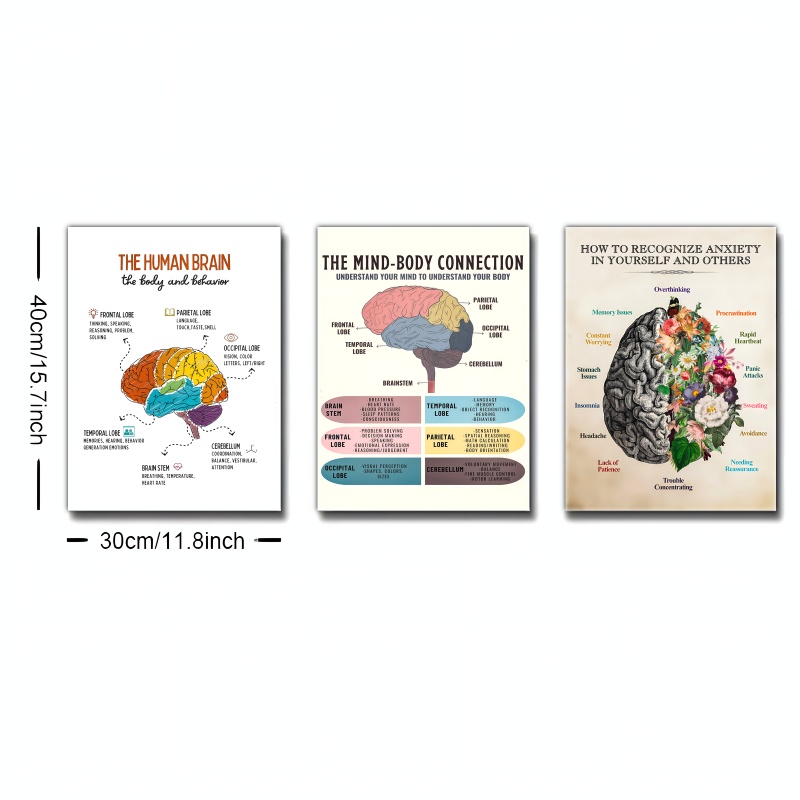 THE HUMAN BRAIN
the body and behavior
FRONTAL LOBE
THINKING, SPEAKING,
REASONING, PROBLEM,
SOLVING
PARIETAL LOBE
LANGUAGE,
TOUCH,TASTE,SMELL
OCCIPITAL LOBE
VISION, COLOR
LETTERS, LEFT/RIGHT
TEMPORAL LOBE
MEMORIES, HEARING, BEHAVIOR
GENERATION EMOTIONS
BRAIN STEM
BREATHING, TEMPERATURE,
HEART RATE
CEREBELLUM
COORDINATION,
BALANCE, VESTIBULAR,
ATTENTION
40cm/15.7inch
30cm/11.8inch
THE MIND-BODY CONNECTION
UNDERSTAND YOUR MIND TO UNDERSTAND YOUR BODY
PARIETAL
LOBE
FRONTAL
LOBE
OCCIPITAL
LOBE
TEMPORAL
LOBE
CEREBELLUM
BRAINSTEM
BRAIN
STEM
·BREATHING
·HEART RATE
·BLOOD PRESSURE
·SLEEP PATTERNS
·CONSCIOUSNESS
TEMPORAL
LOBE
·LANGUAGE
·MEMORY
OBJECT RECOGNITION
·HEARING
·BEHAVIOR
FRONTAL
LOBE
·PROBLEM SOLVING
·DECISION MAKING
·SPEAKING
·EMOTIONAL EXPRESSION
·REASONING/JUDGEMENT
PARIETAL
LOBE
·SENSATION
SPATIAL REASONING
·MATH CALCULATION
·READING/WRITING
·BODY ORIENTATION
OCCIPITAL
LOBE
·VISUAL PERCEPTION
·SHAPES, COLORS,
SIZES
CEREBELLUM
VOLUNTARY MOVEMENT
·BALANCE
·FINE MUSCLE CONTROL
·MOTOR LEARNING
HOW TO RECOGNIZE ANXIETY
IN YOURSELF AND OTHERS
Overthinking
Memory Issues
Procrastination
Constant
Worrying
Rapid
Heartbeat
Stomach
Issues
Panic
Attacks
Insomnia
Sweating
Headache
Avoidance
Lack of
Patience
Needing
Reassurance
Trouble
Concentrating